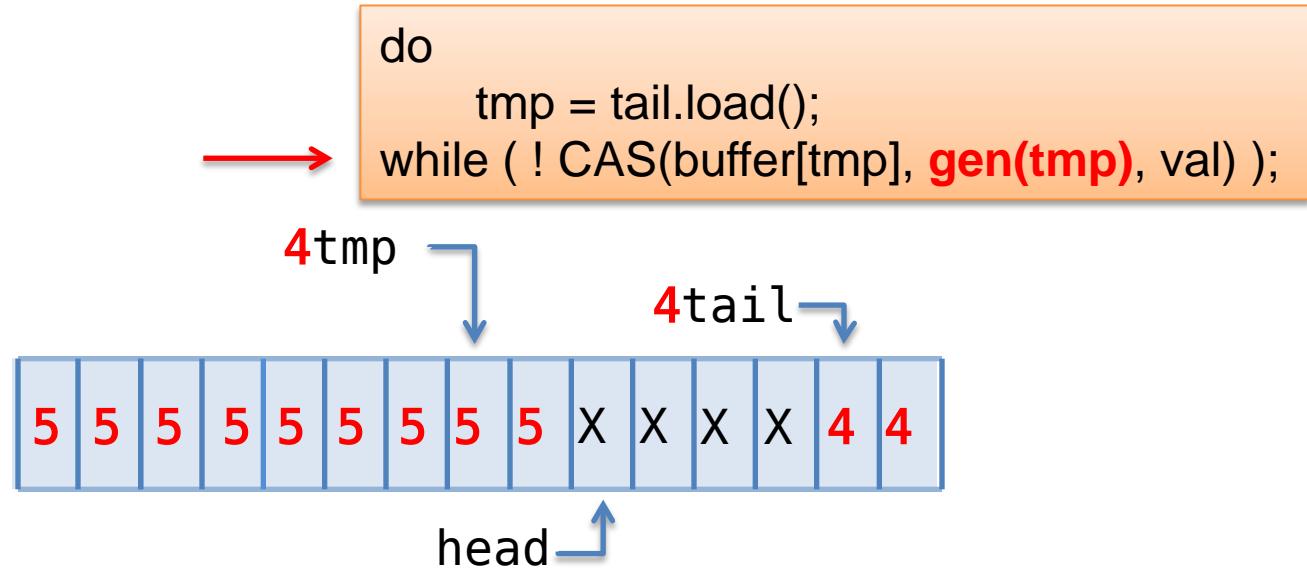 do
tmp = tail.load();
while ( ! CAS(buffer[tmp], gen(tmp), val) );
4tmp
4tail
5 5 5 5 5 5 5 5 5 X X X X 4 4
head